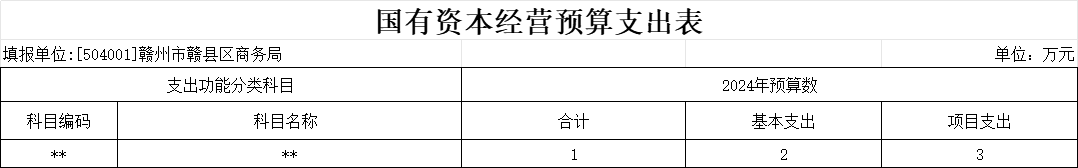 国有资本经营预算支出表
填报单位:[504001]赣州市赣县区商务局 单位：万元
支出功能分类科目 2024年预算数
科目编码 科目名称 合计 基本支出 项目支出
** ** 1 2 3